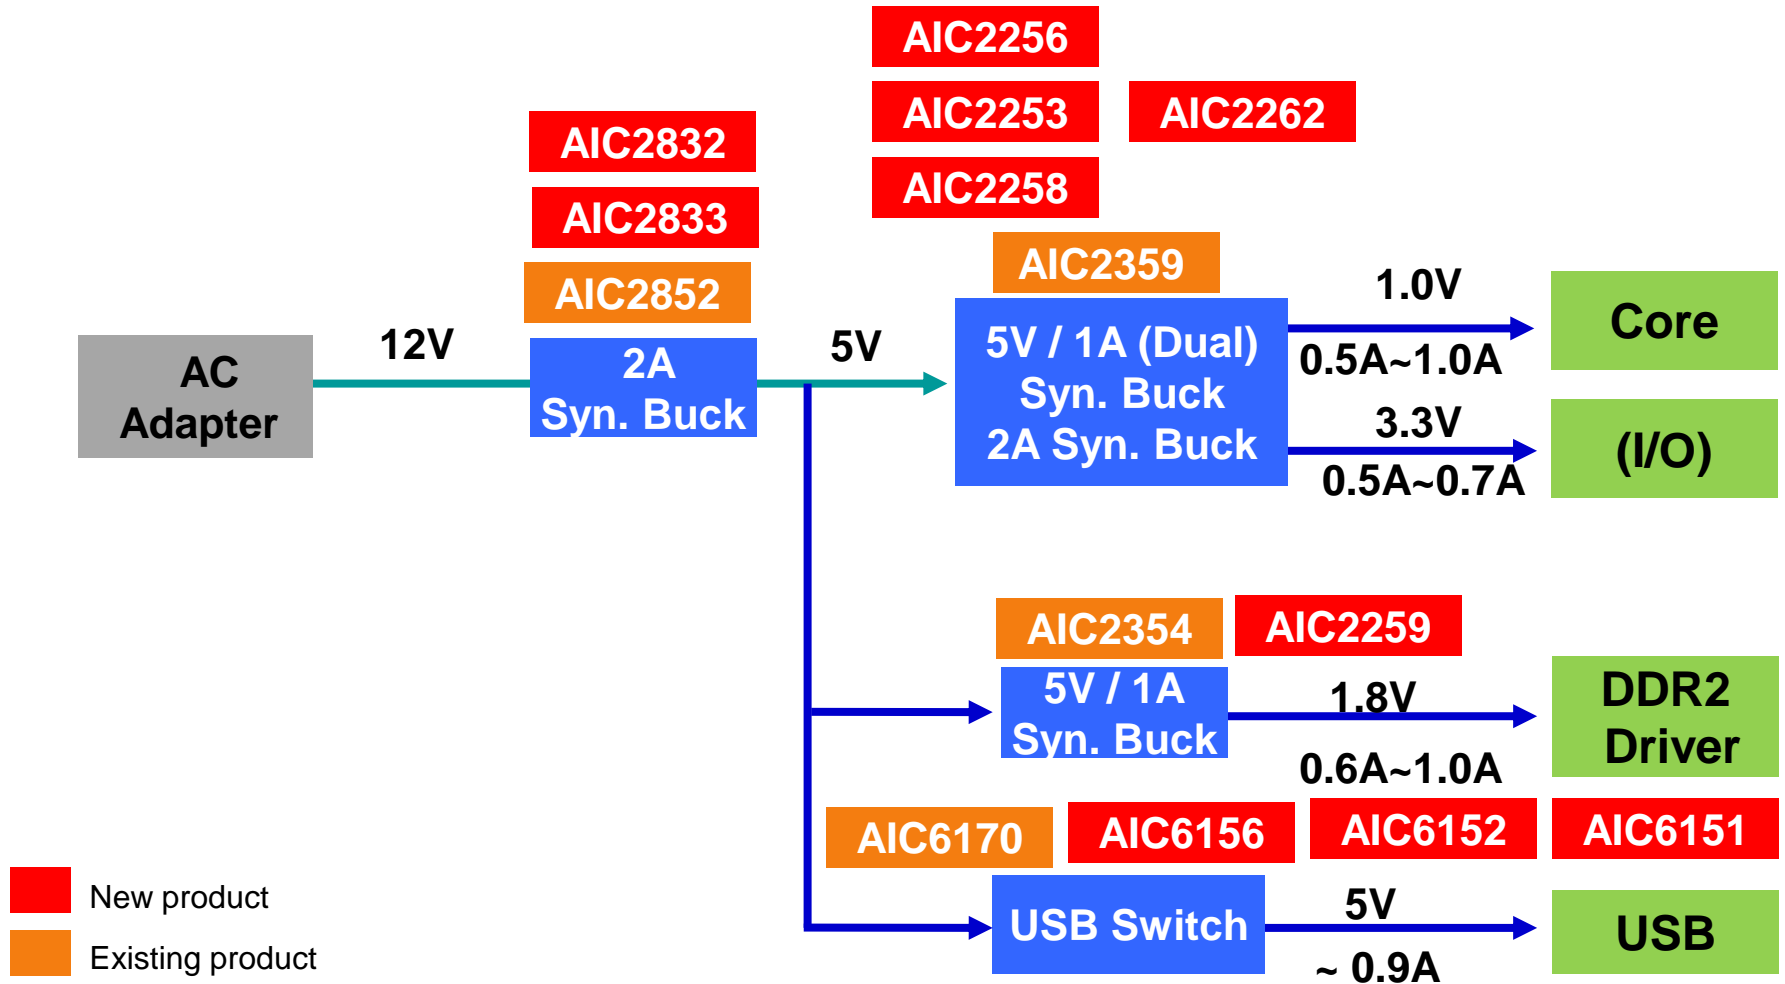 AIC2256
AIC2253
AIC2262
AIC2258
AIC2832
AIC2833
AIC2852
AIC2359
AC
Adapter
12V
2A
Syn. Buck
5V
5V / 1A (Dual)
Syn. Buck
2A Syn. Buck
1.0V
0.5A~1.0A
Core
3.3V
0.5A~0.7A
(I/O)
AIC2354
AIC2259
5V / 1A
Syn. Buck
1.8V
0.6A~1.0A
DDR2
Driver
AIC6170
AIC6156
AIC6152
AIC6151
USB Switch
5V
~ 0.9A
USB
New product
Existing product